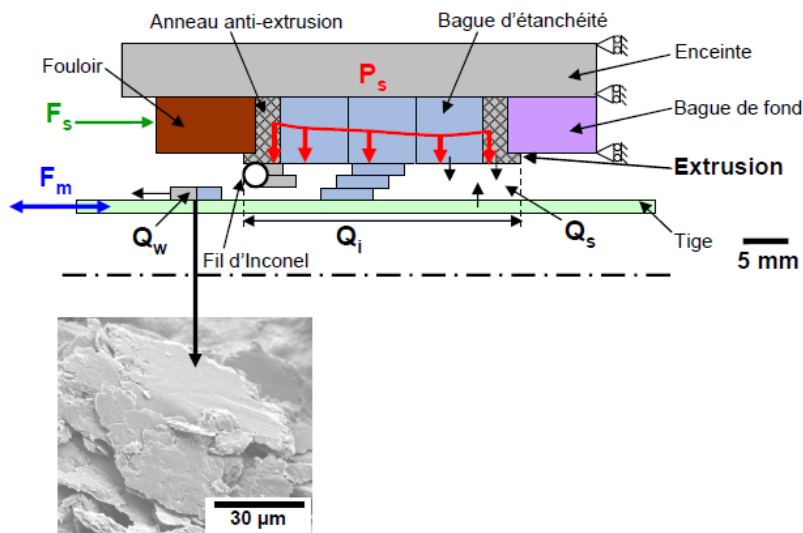 Anneau anti-extrusion
Bague d'étanchéité
Fouloir
Enceinte
Ps
Bague de fond
Fs
Extrusion
Fm
Qw
Qi
Qs
Tige
Fil d'Inconel
5 mm
30 µm